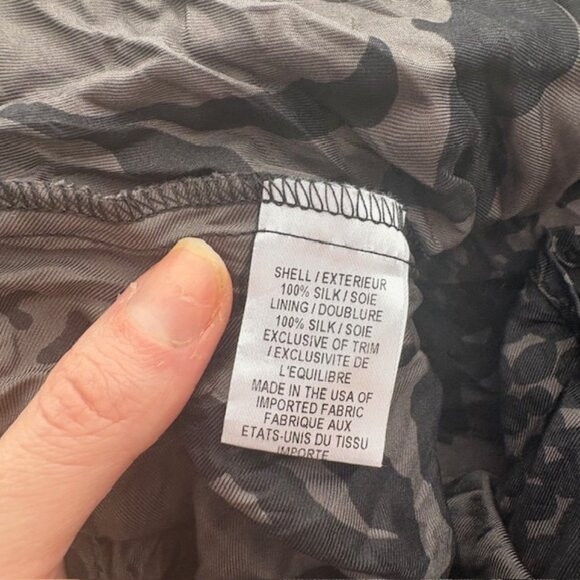 SHELL / EXTERIEUR
100% SILK / SOIE
LINING / DOUBLURE
100% SILK / SOIE
EXCLUSIVE OF TRIM
/ EXCLUSIVITE DE
L'EQUILIBRE
MADE IN THE USA OF
IMPORTED FABRIC
FABRIQUE AUX
ETATS-UNIS DU TISSU
IMPORTE